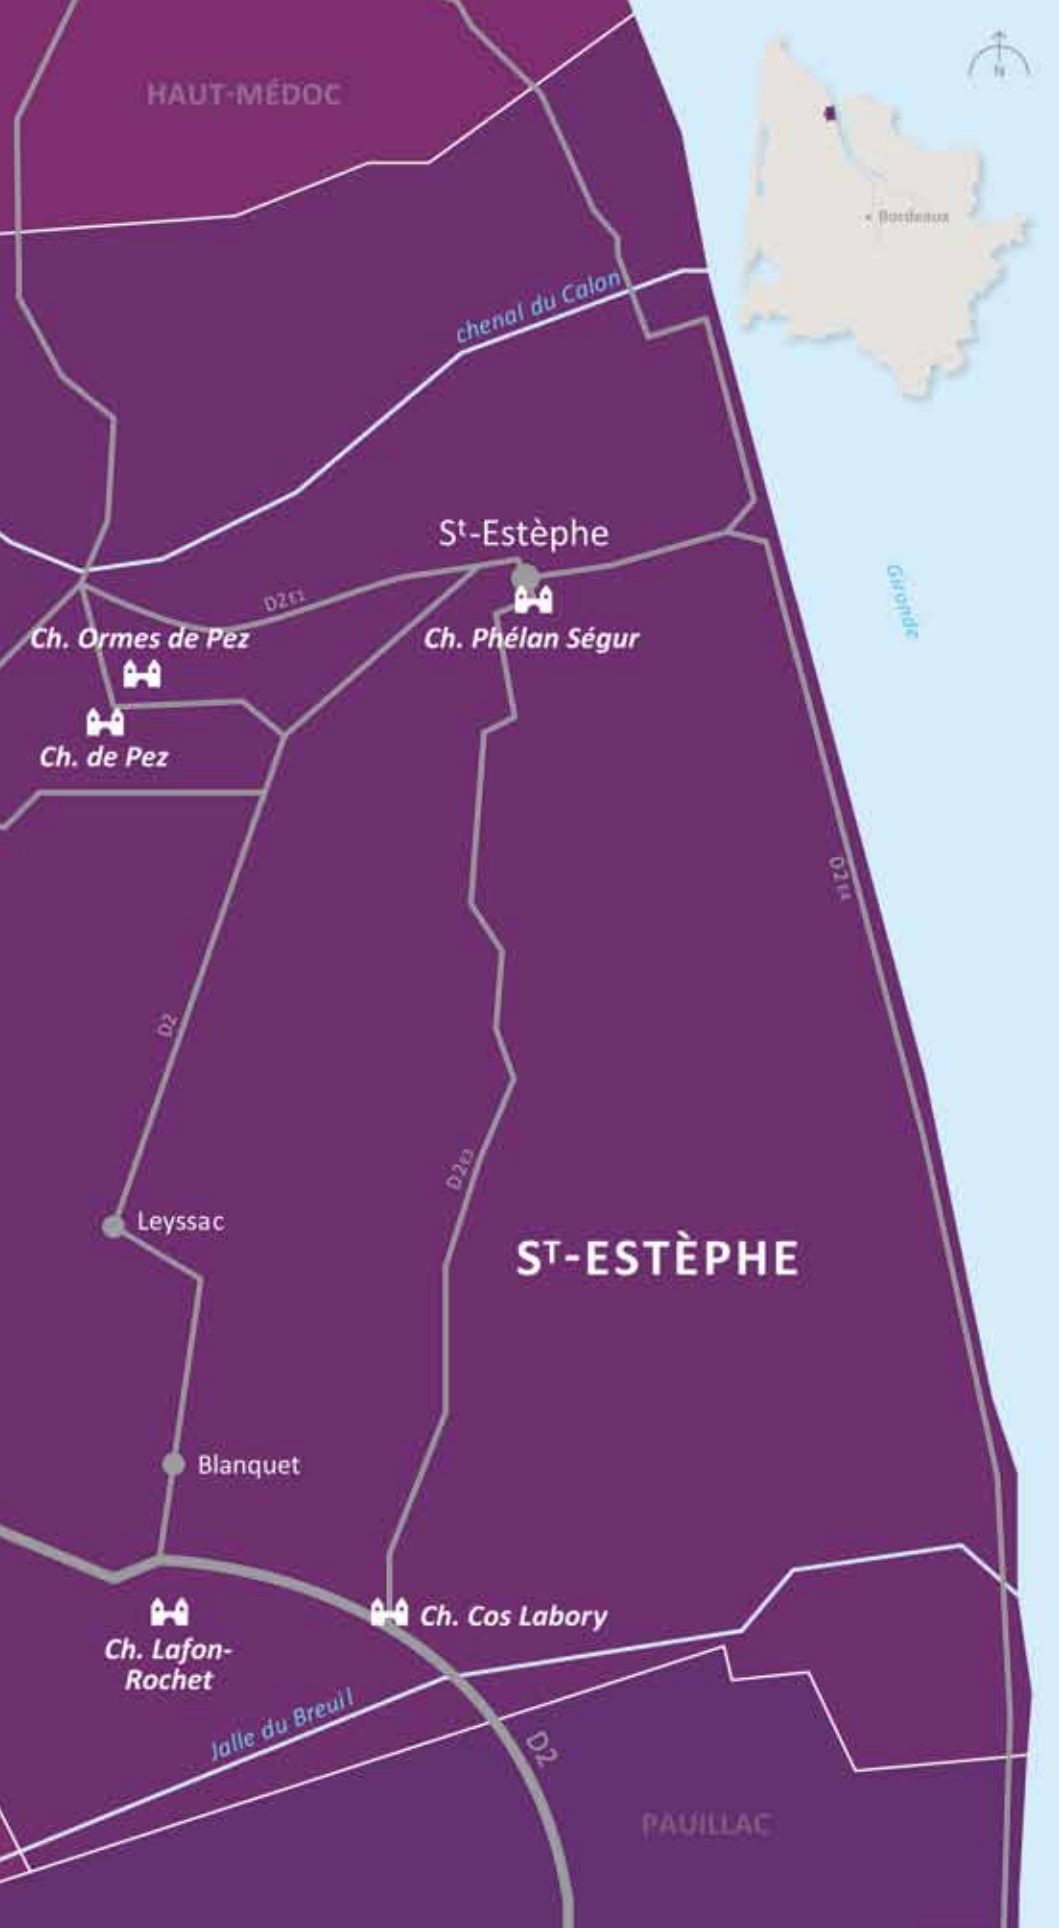 HAUT-MÉDOC
N
Bordeaux
chenal du Calon
Sᵗ-Estèphe
Gironde
D2E1
Ch. Ormes de Pez
Ch. Phélan Ségur
Ch. de Pez
D2E4
D2
D2E3
Leyssac
Sᵀ-ESTÈPHE
Blanquet
Ch. Cos Labory
Ch. Lafon-
Rochet
Jalle du Breuil
D2
PAUILLAC